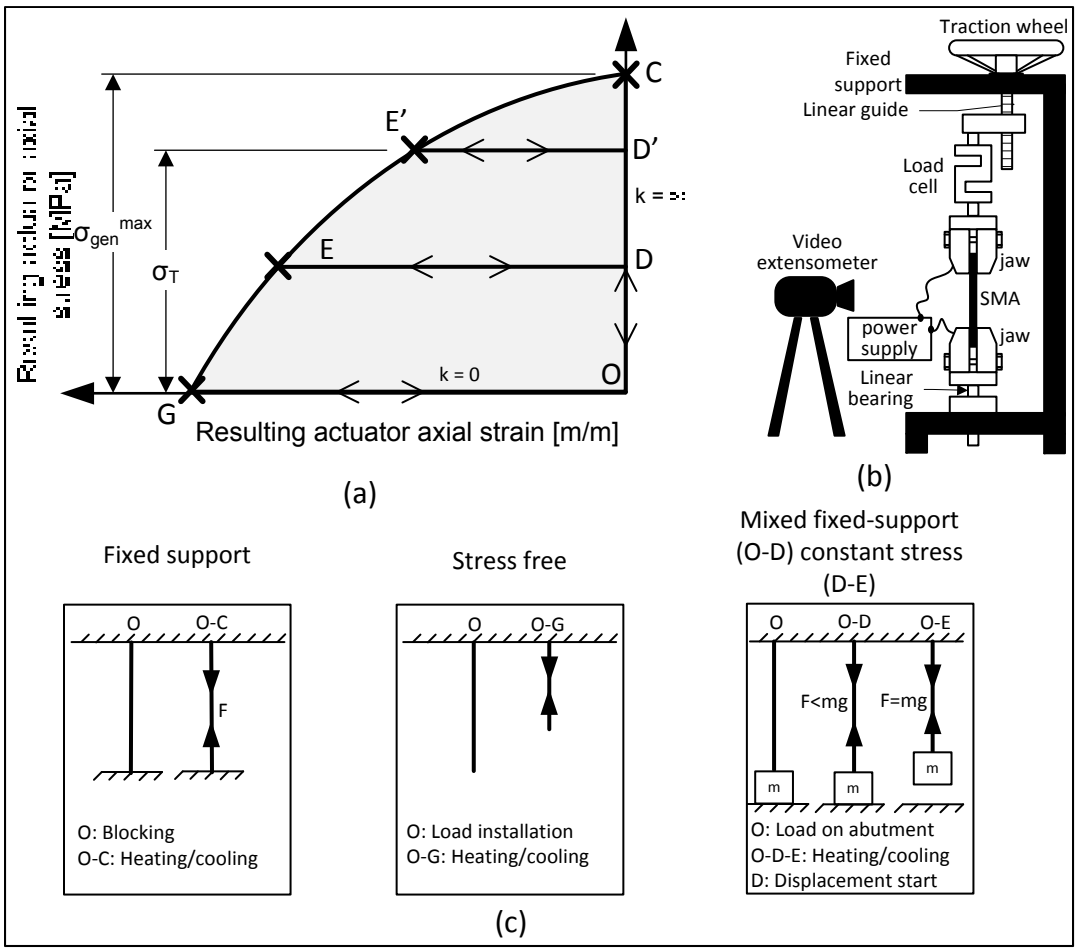 C
E’
D’
k =
σgen max
σT
E
D
k = 0
O
G
Resulting actuator axial strain [m/m]
(a)
Traction wheel
Fixed
support
Linear guide
Load
cell
Video
extensometer
jaw
SMA
power
supply
jaw
Linear
bearing
(b)
Fixed support
O
O-C
F
O: Blocking
O-C: Heating/cooling
Stress free
O
O-G
O: Load installation
O-G: Heating/cooling
Mixed fixed-support
(O-D) constant stress
(D-E)
O
O-D
O-E
F<mg
F=mg
m
m
m
O: Load on abutment
O-D-E: Heating/cooling
D: Displacement start
(c)